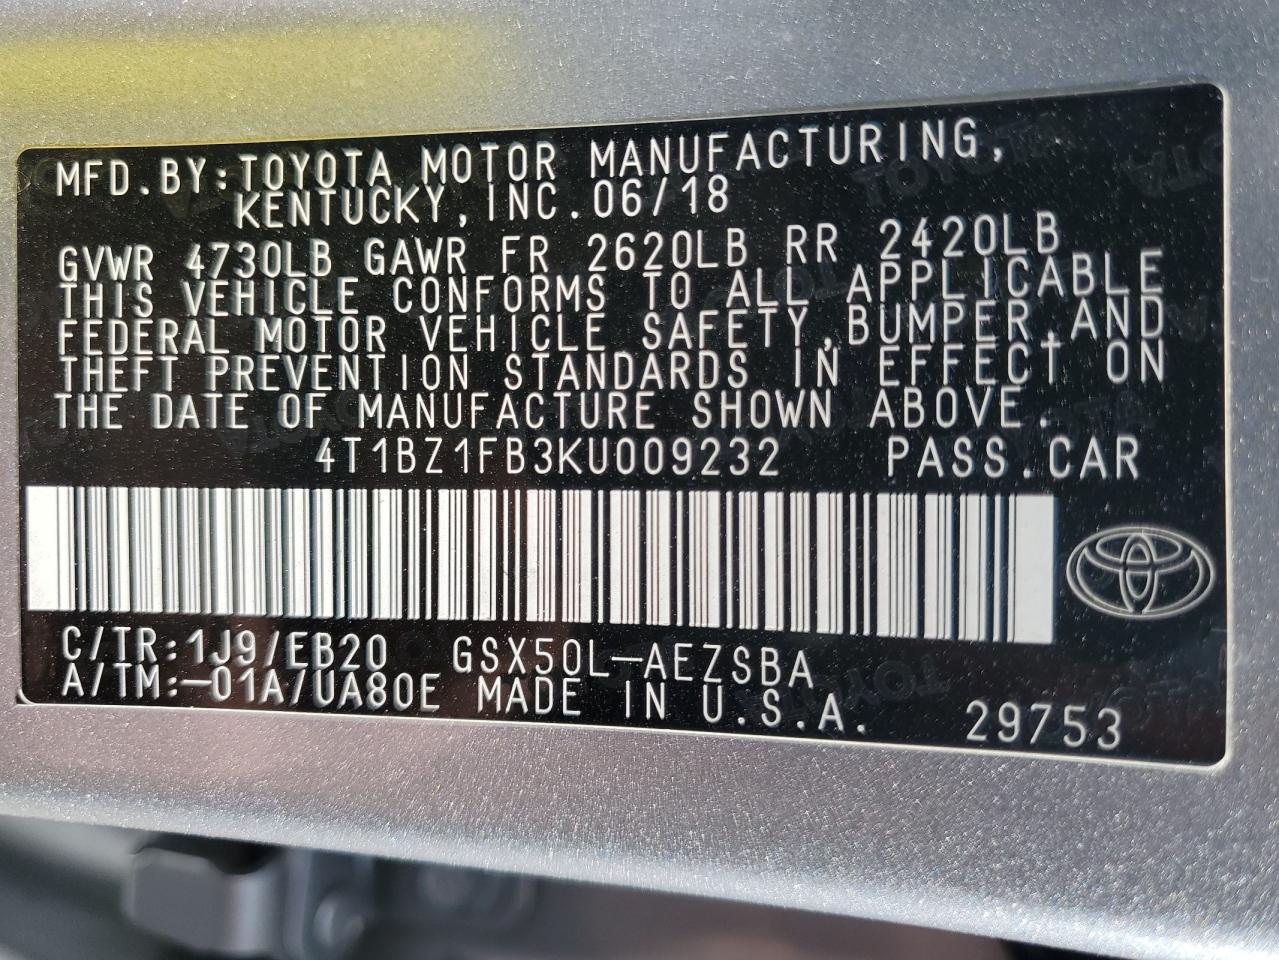 MFD.BY:TOYOTA MOTOR MANUFACTURING,
KENTUCKY,INC.06/18
GVWR 4730LB GAWR FR 2620LB RR 2420LB
THIS VEHICLE CONFORMS TO ALL APPLICABLE
FEDERAL MOTOR VEHICLE SAFETY,BUMPER,AND
THEFT PREVENTION STANDARDS IN EFFECT ON
THE DATE OF MANUFACTURE SHOWN ABOVE.
4T1BZ1FB3KU009232 PASS.CAR
C/TR:1J9/EB20 GSX50L-AEZSBA
A/TM:-01A/UA80E MADE IN U.S.A. 29753